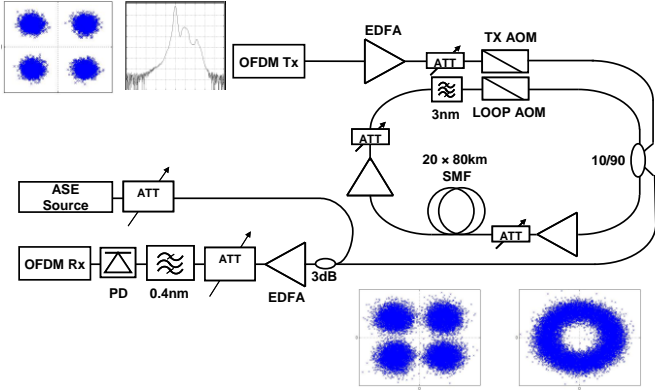 EDFA
TX AOM
OFDM Tx
ATT
3nm
LOOP AOM
ATT
20 × 80km
SMF
10/90
ASE
Source
ATT
ATT
OFDM Rx
ATT
3dB
PD
0.4nm
EDFA